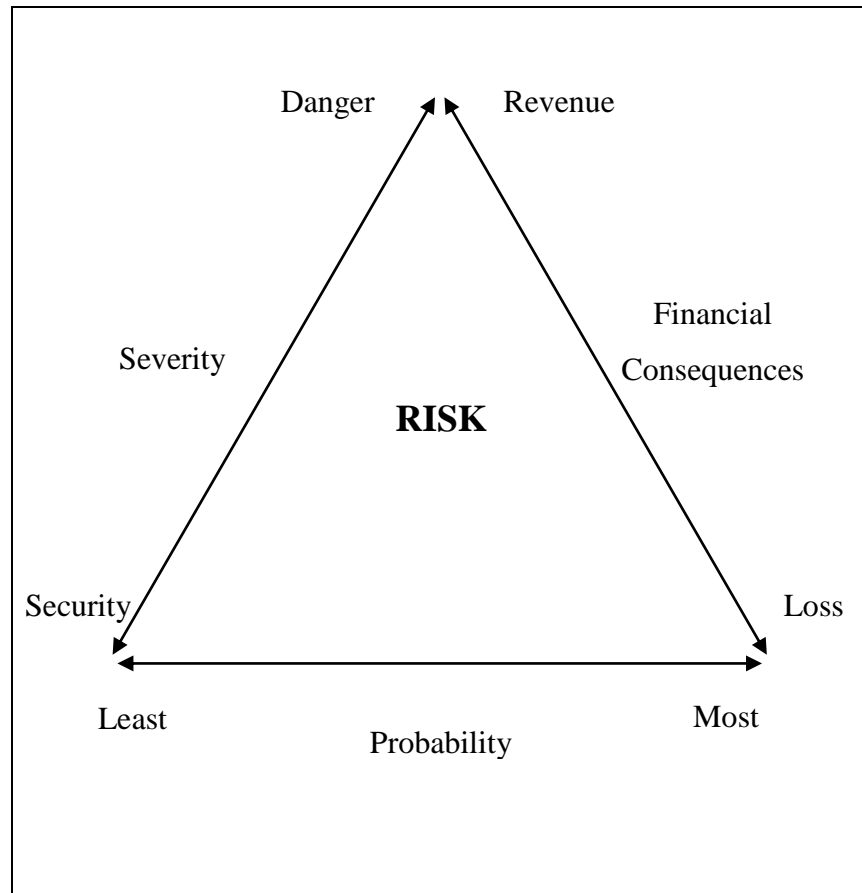 Danger
Revenue
Financial
Consequences
Severity
RISK
Security
Loss
Least
Most
Probability